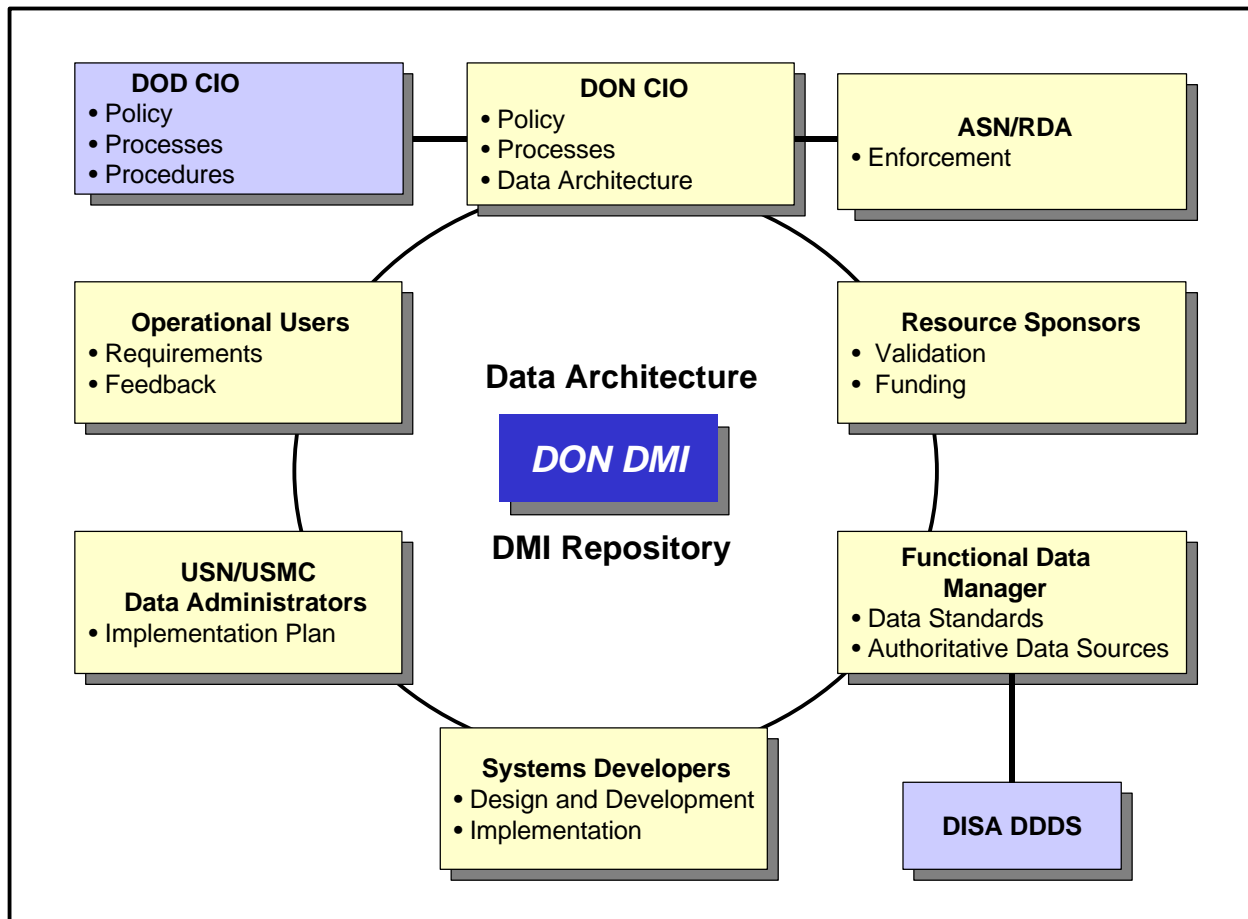 DOD CIO
• Policy
• Processes
• Procedures
DON CIO
• Policy
• Processes
• Data Architecture
ASN/RDA
• Enforcement
Operational Users
• Requirements
• Feedback
Resource Sponsors
• Validation
• Funding
Data Architecture
DON DMI
DMI Repository
USN/USMC
Data Administrators
• Implementation Plan
Functional Data
Manager
• Data Standards
• Authoritative Data Sources
Systems Developers
• Design and Development
• Implementation
DISA DDDS